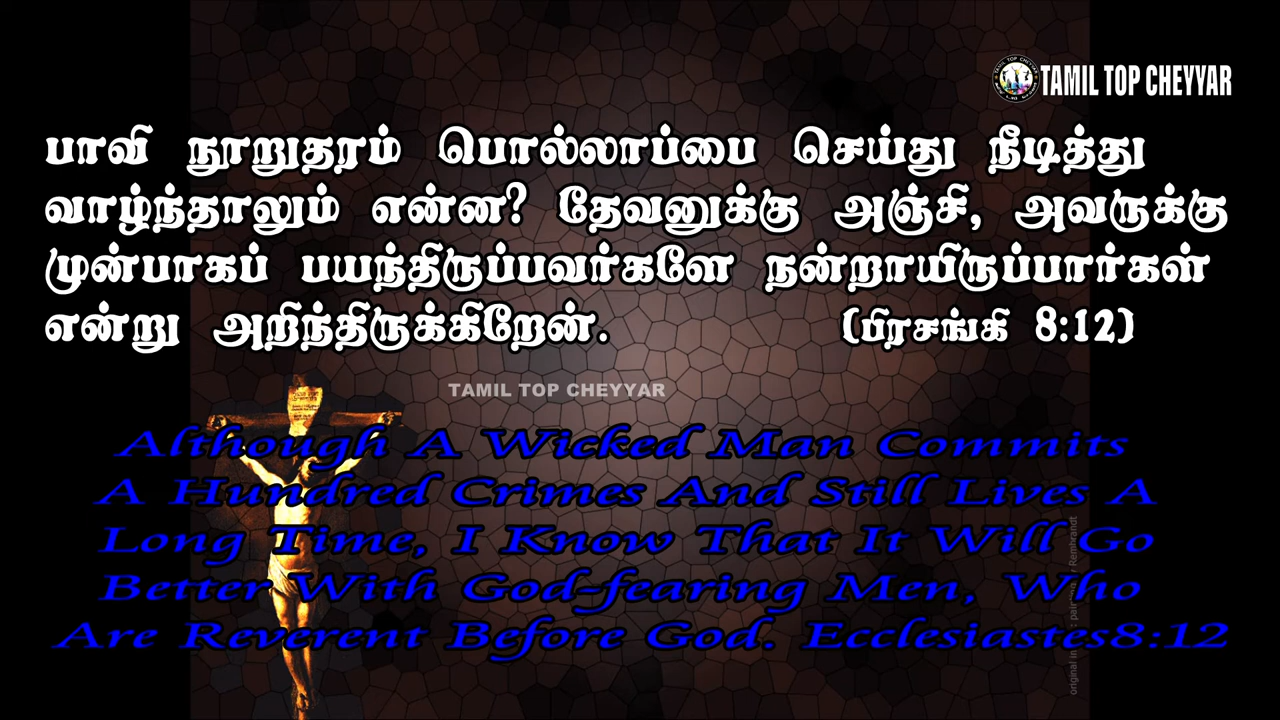 TAMIL TOP CHEYYAR
பாவி நூறுதரம் பொல்லாப்பை செய்து நீடித்து
வாழ்ந்தாலும் என்ன? தேவனுக்கு அஞ்சி, அவருக்கு
முன்பாகப் பயந்திருப்பவர்களே நன்றாயிருப்பார்கள்
என்று அறிந்திருக்கிறேன். (பிரசங்கி 8:12)
TAMIL TOP CHEYYAR
Although A Wicked Man Commits
A Hundred Crimes And Still Lives A
Long Time, I Know That It Will Go
Better With God-fearing Men, Who
Are Reverent Before God. Ecclesiastes8:12
Rembrandt